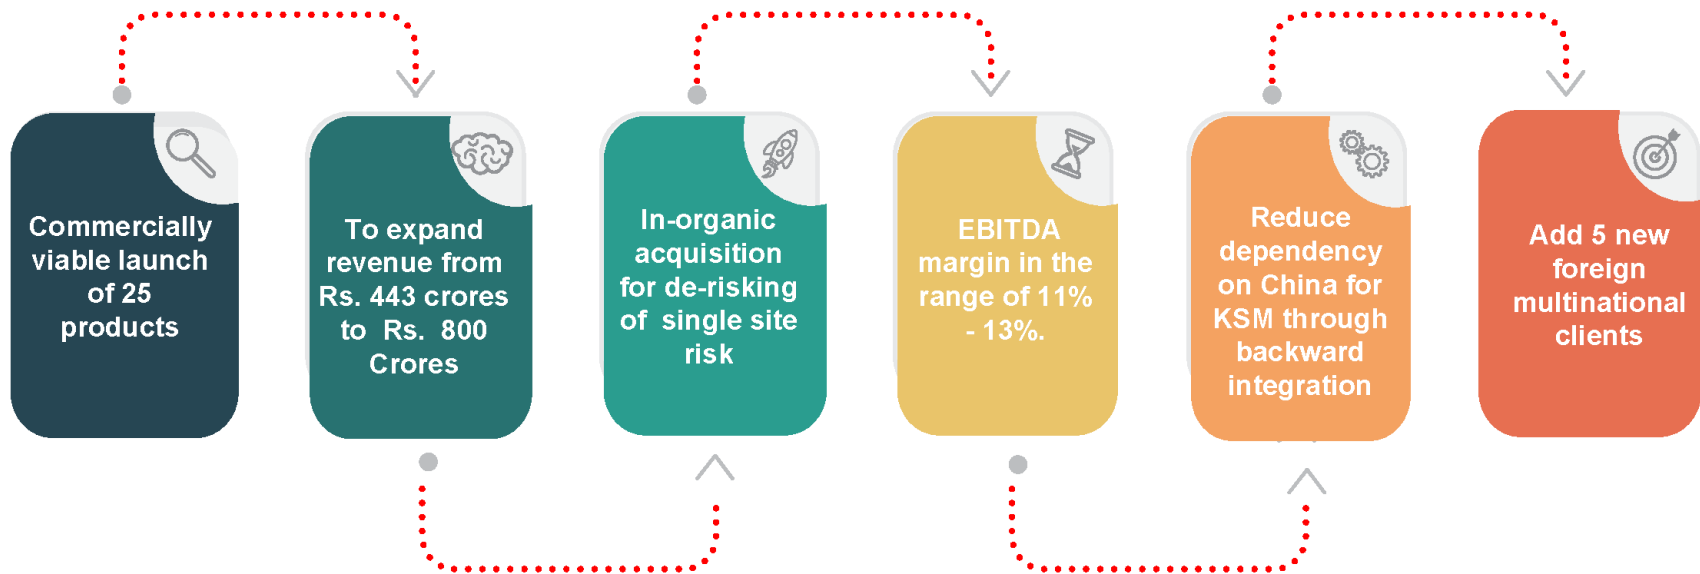 Commercially
viable launch
of 25
products
To expand
revenue from
Rs. 443 crores
to Rs. 800
Crores
In-organic
acquisition
for de-risking
of single site
risk
EBITDA
margin in the
range of 11%
- 13%.
Reduce
dependency
on China for
KSM through
backward
integration
Add 5 new
foreign
multinational
clients